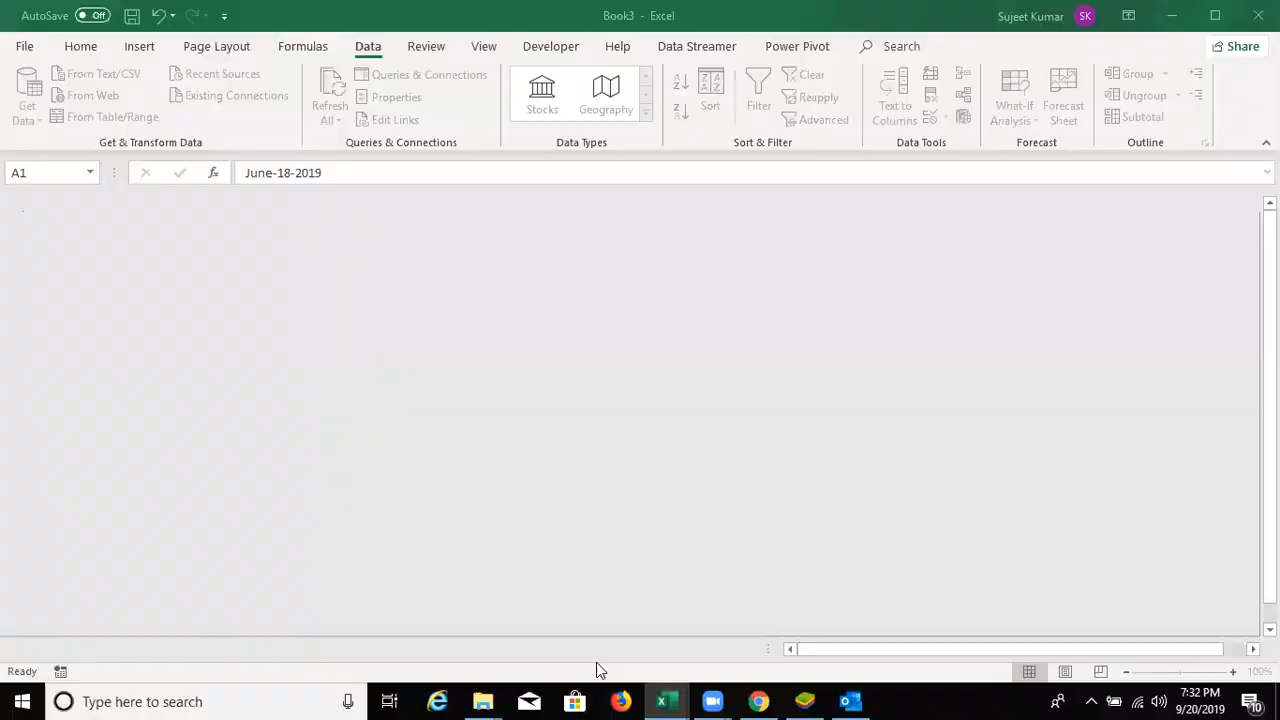 AutoSave Off Book3 - Excel Sujeet Kumar SK
File Home Insert Page Layout Formulas Data Review View Developer Help Data Streamer Power Pivot Search Share
Get Data
From Text/CSV
From Web
From Table/Range
Recent Sources
Existing Connections
Get & Transform Data
Refresh All
Queries & Connections
Properties
Edit Links
Queries & Connections
Stocks
Geography
Data Types
Sort
Filter
Clear
Reapply
Advanced
Sort & Filter
Text to Columns
Data Tools
What-If Analysis
Forecast Sheet
Forecast
Group
Ungroup
Subtotal
Outline
A1 fx June-18-2019
Ready 100%
Type here to search
7:32 PM
9/20/2019
10